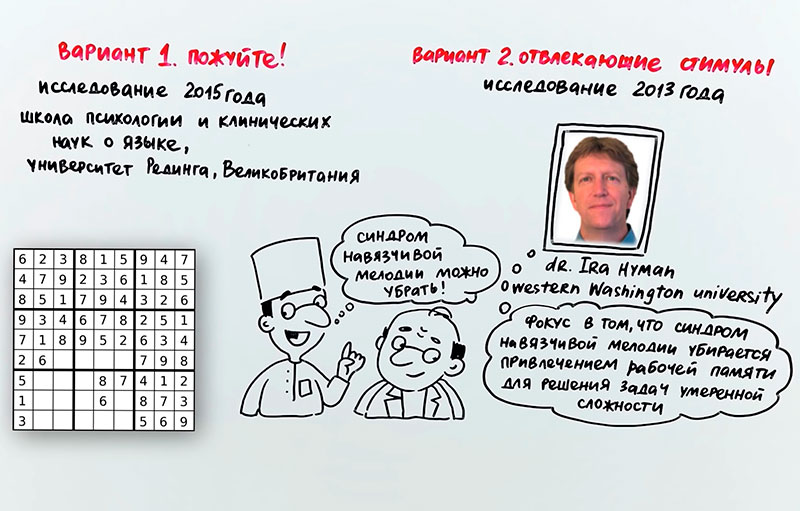 Вариант 1. Пожуйте!
исследование 2015 года
школа психологии и клинических
наук о языке,
университет Рединга, Великобритания
Вариант 2. Отвлекающие стимулы
исследование 2013 года
dr. Ira Hyman
western Washington university
синдром
навязчивой
мелодии можно
убрать!
Фокус в том, что синдром
навязчивой мелодии убирается
привлечением рабочей памяти
для решения задач умеренной
сложности
6 2 3 8 1 5 9 4 7
4 7 9 2 3 6 1 8 5
8 5 1 7 9 4 3 2 6
9 3 4 6 7 8 2 5 1
7 1 8 9 5 2 6 3 4
2 6 7 9 8
5 8 7 4 1 2
1 6 8 7 3
3 5 6 9